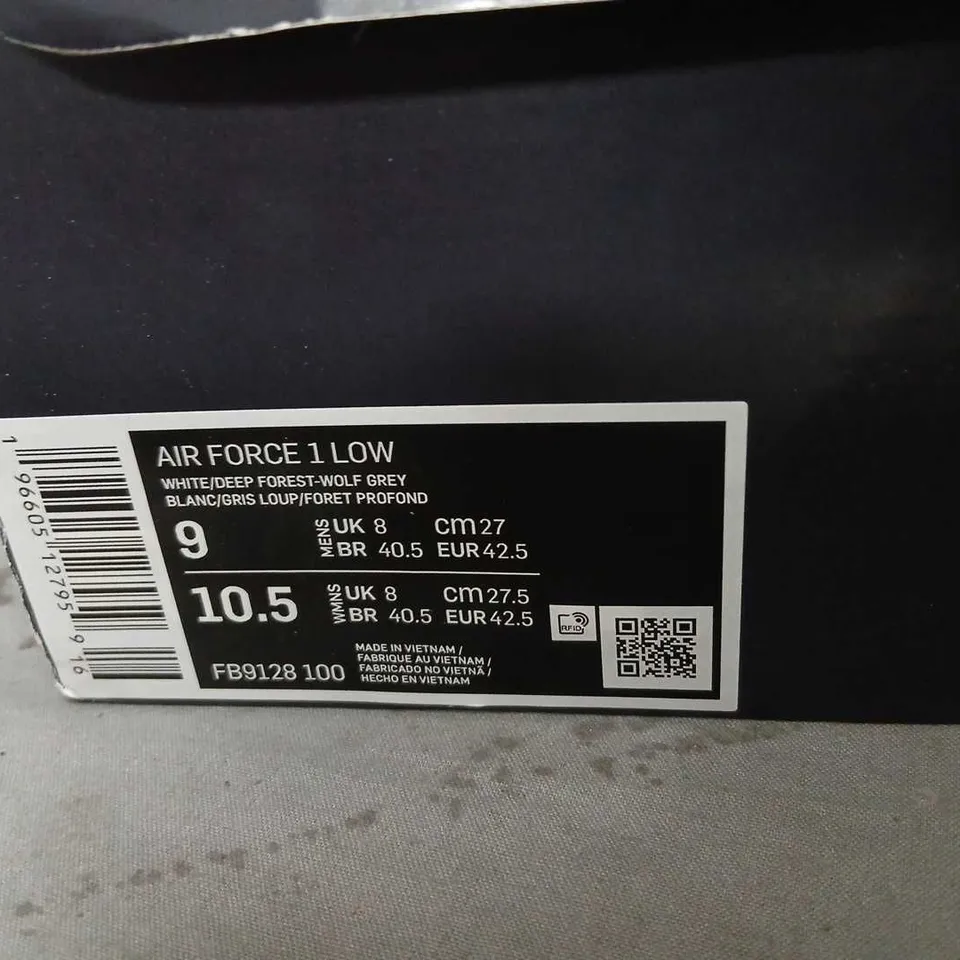 AIR FORCE 1 LOW
WHITE/DEEP FOREST-WOLF GREY
BLANC/GRIS LOUP/FORET PROFOND
9 MENS UK 8 CM 27
BR 40.5 EUR 42.5
10.5 WMNS UK 8 CM 27.5
BR 40.5 EUR 42.5
FB9128 100
MADE IN VIETNAM /
FABRIQUE AU VIETNAM /
FABRICADO NO VIETNÃ /
HECHO EN VIETNAM
RFID
1 96605 12795 9 16